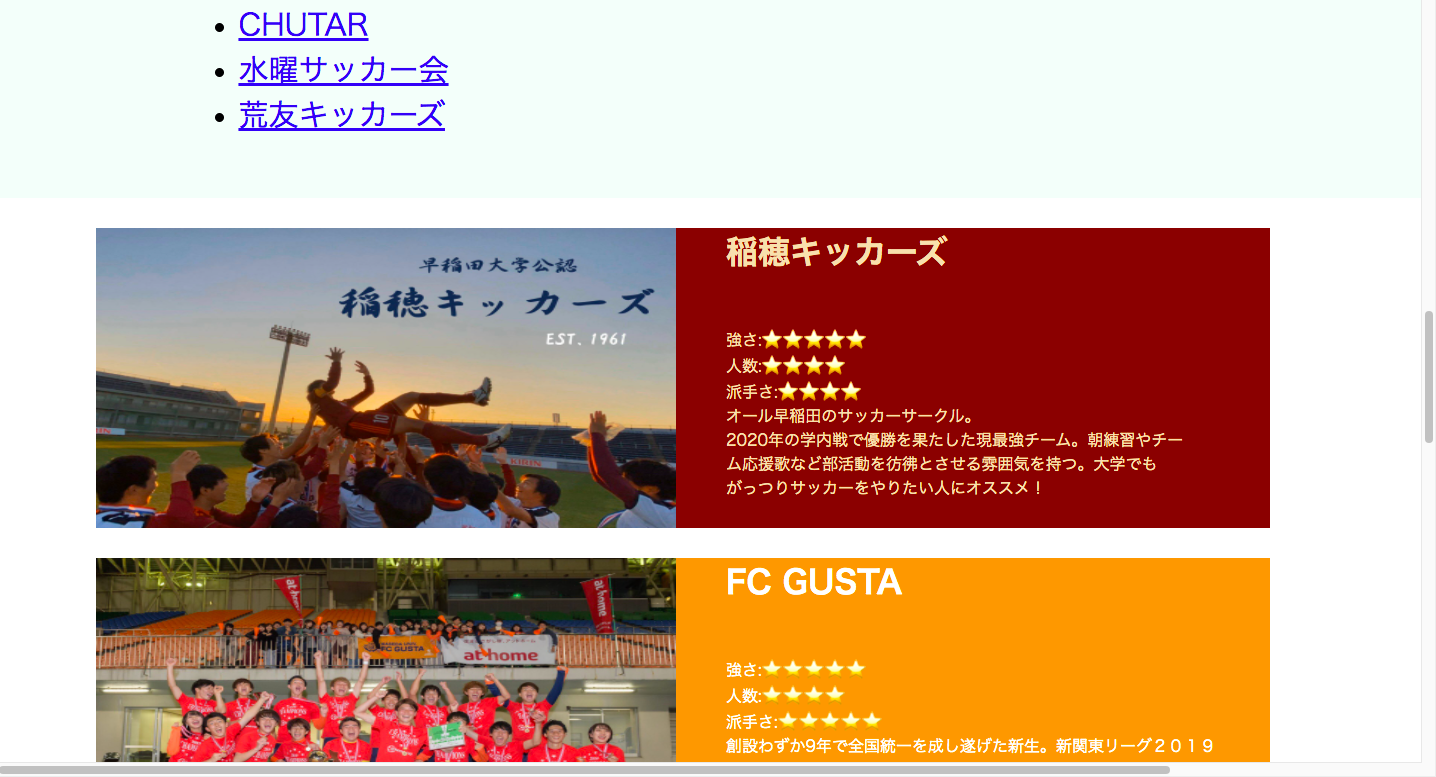 CHUTAR
水曜サッカー会
荒友キッカーズ
早稲田大学公認
稲穂キッカーズ
EST. 1961
KIRIN
稲穂キッカーズ
強さ:⭐⭐⭐⭐⭐
人数:⭐⭐⭐⭐
派手さ:⭐⭐⭐⭐
オール早稲田のサッカーサークル。
2020年の学内戦で優勝を果たした現最強チーム。朝練習やチー
ム応援歌など部活動を彷彿とさせる雰囲気を持つ。大学でも
がっつりサッカーをやりたい人にオススメ！
at home
at home
FC GUSTA
at home
FC GUSTA
強さ:⭐⭐⭐⭐⭐
人数:⭐⭐⭐⭐
派手さ:⭐⭐⭐⭐⭐
創設わずか9年で全国統一を成し遂げた新生。新関東リーグ２０１９